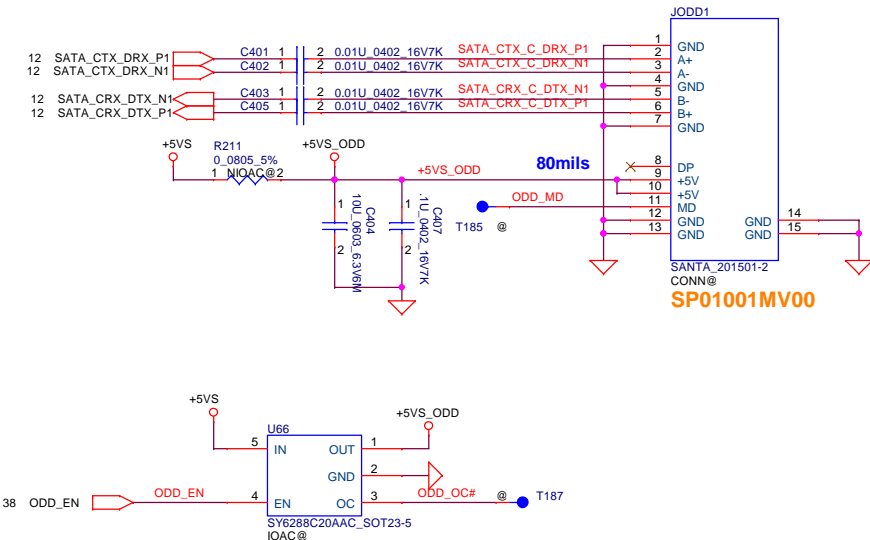 JODD1
12 SATA_CTX_DRX_P1 C401 1 2 0.01U_0402_16V7K SATA_CTX_C_DRX_P1
12 SATA_CTX_DRX_N1 C402 1 2 0.01U_0402_16V7K SATA_CTX_C_DRX_N1
12 SATA_CRX_DTX_N1 C403 1 2 0.01U_0402_16V7K SATA_CRX_C_DTX_N1
12 SATA_CRX_DTX_P1 C405 1 2 0.01U_0402_16V7K SATA_CRX_C_DTX_P1
1 GND
2 A+
3 A-
4 GND
5 B-
6 B+
7 GND
8 DP
9 +5V
10 +5V
11 MD
12 GND GND 14
13 GND GND 15
+5VS
R211
0_0805_5%
1 NIOAC@ 2
+5VS_ODD
+5VS_ODD
80mils
ODD_MD
T185 @
1 2 C404
10U_0603_6.3V6M
1 2 C407
.1U_0402_16V7K
SANTA_201501-2
CONN@
SP01001MV00
+5VS
+5VS_ODD
U66
5 IN OUT 1
GND 2
38 ODD_EN ODD_EN 4 EN OC 3 ODD_OC# @ T187
SY6288C20AAC_SOT23-5
IOAC@